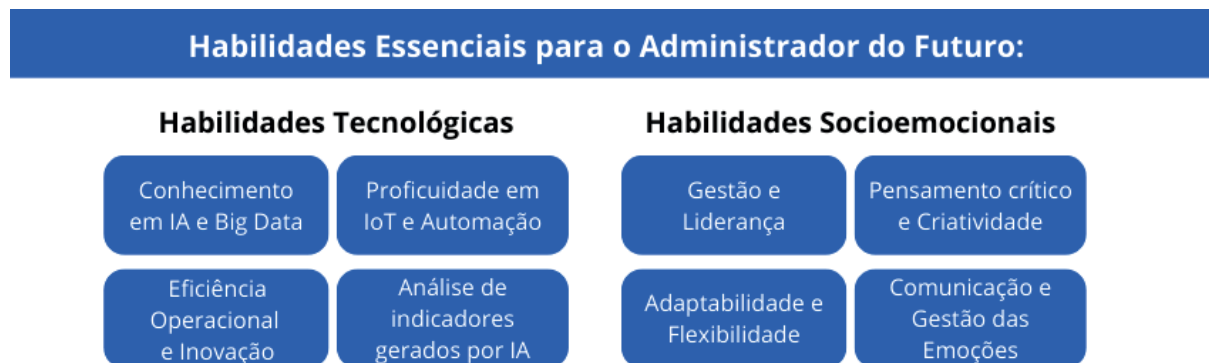 Habilidades Essenciais para o Administrador do Futuro:
Habilidades Tecnológicas
Conhecimento
em IA e Big Data
Proficuidade em
IoT e Automação
Eficiência
Operacional
e Inovação
Análise de
indicadores
gerados por IA
Habilidades Socioemocionais
Gestão e
Liderança
Pensamento crítico
e Criatividade
Adaptabilidade e
Flexibilidade
Comunicação e
Gestão das
Emoções